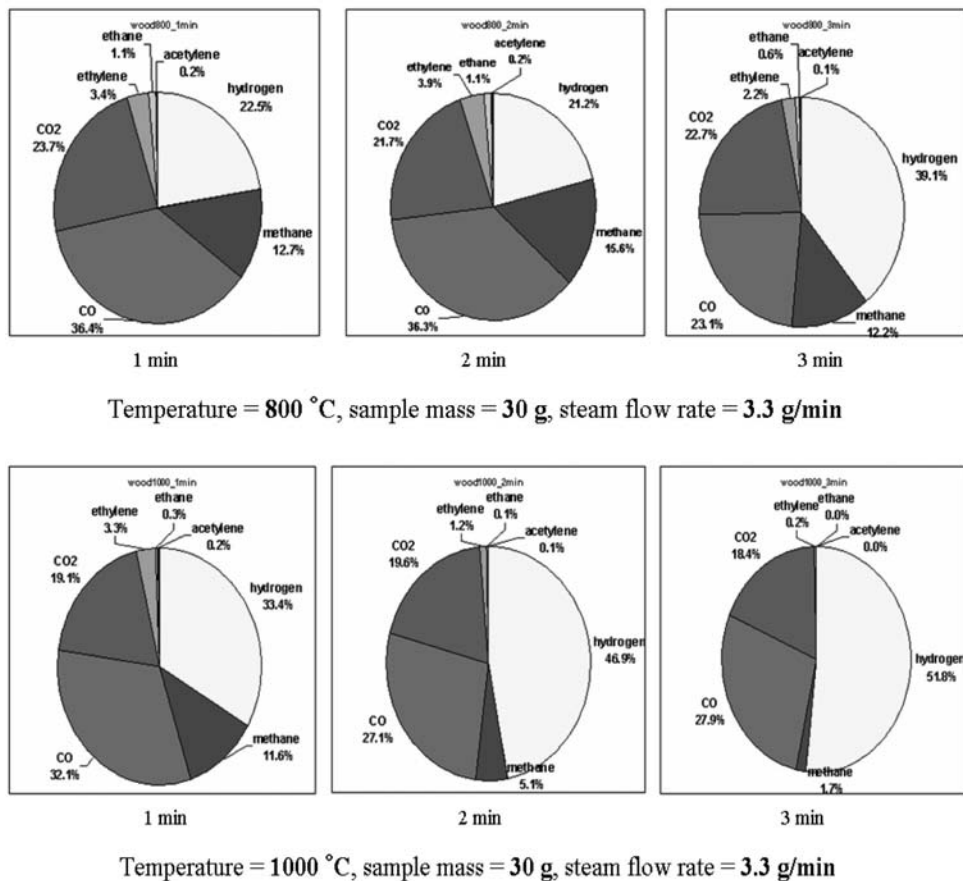 wood800_1min
ethane
1.1%
acetylene
0.2%
ethylene
3.4%
hydrogen
22.5%
CO2
23.7%
methane
12.7%
CO
36.4%
1 min
wood800_2min
acetylene
0.2%
ethane
1.1%
ethylene
3.9%
hydrogen
21.2%
CO2
21.7%
methane
15.6%
CO
36.3%
2 min
wood800_3min
ethane
0.6%
acetylene
0.1%
ethylene
2.2%
CO2
22.7%
hydrogen
39.1%
CO
23.1%
methane
12.2%
3 min
Temperature = 800 °C, sample mass = 30 g, steam flow rate = 3.3 g/min
wood1000_1min
ethane
0.3%
ethylene
3.3%
acetylene
0.2%
CO2
19.1%
hydrogen
33.4%
methane
11.6%
CO
32.1%
1 min
wood1000_2min
ethane
0.1%
ethylene
1.2%
acetylene
0.1%
CO2
19.6%
hydrogen
46.9%
CO
27.1%
methane
5.1%
2 min
wood1000_3min
ethane
0.0%
ethylene
0.2%
acetylene
0.0%
CO2
18.4%
hydrogen
51.8%
CO
27.9%
methane
1.7%
3 min
Temperature = 1000 °C, sample mass = 30 g, steam flow rate = 3.3 g/min